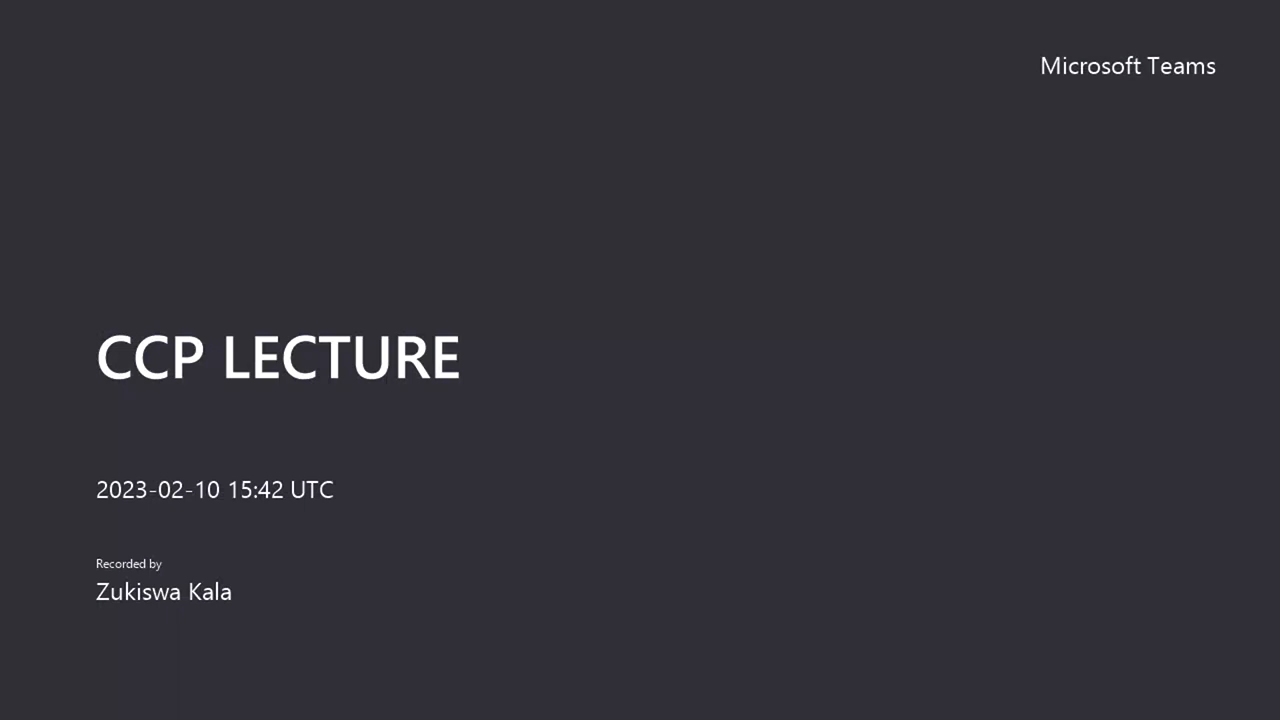 Microsoft Teams
CCP LECTURE
2023-02-10 15:42 UTC
Recorded by
Zukiswa Kala